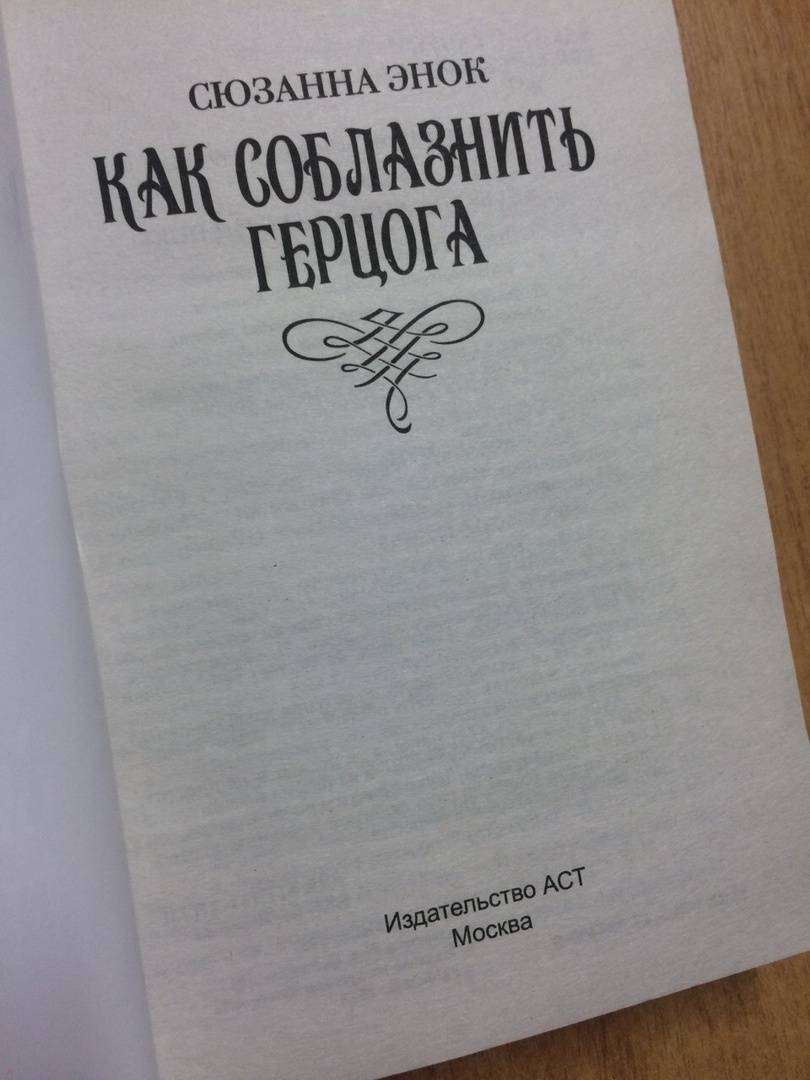 СЮЗАННА ЭНОК
КАК СОБЛАЗНИТЬ
ГЕРЦОГА
Издательство АСТ
Москва